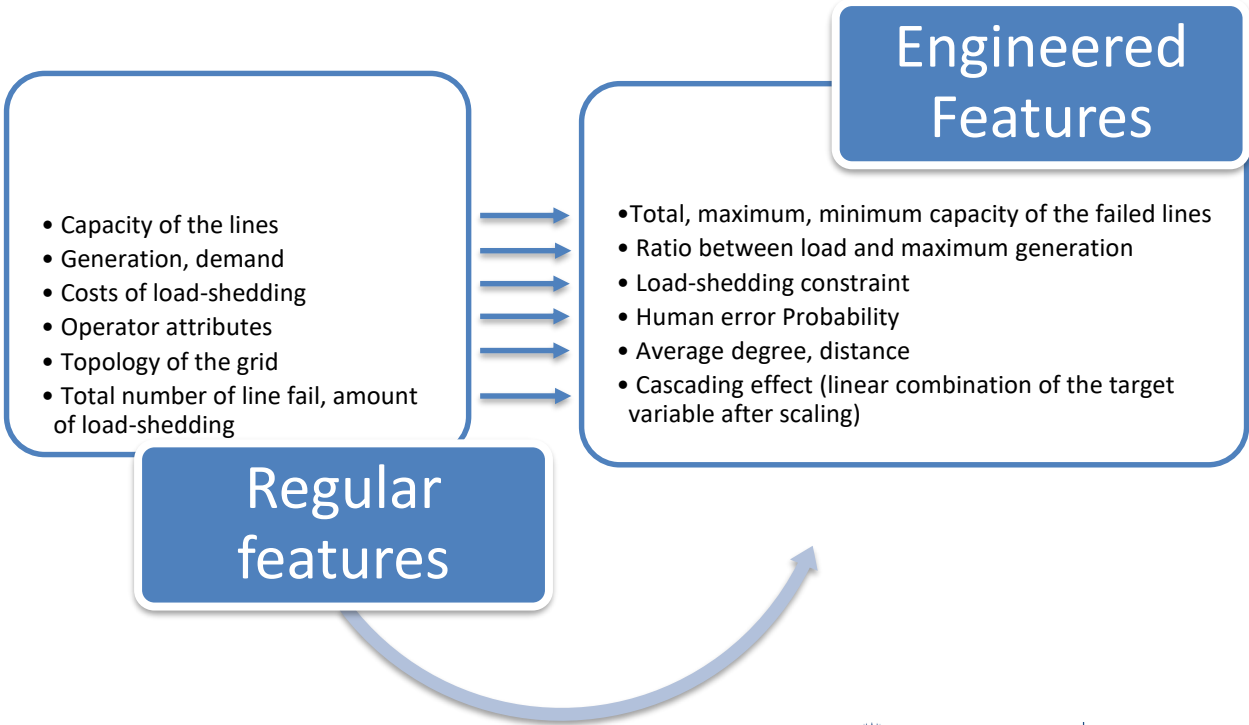 • Capacity of the lines
• Generation, demand
• Costs of load-shedding
• Operator attributes
• Topology of the grid
• Total number of line fail, amount
of load-shedding
Regular
features
Engineered
Features
•Total, maximum, minimum capacity of the failed lines
• Ratio between load and maximum generation
• Load-shedding constraint
• Human error Probability
• Average degree, distance
• Cascading effect (linear combination of the target
variable after scaling)